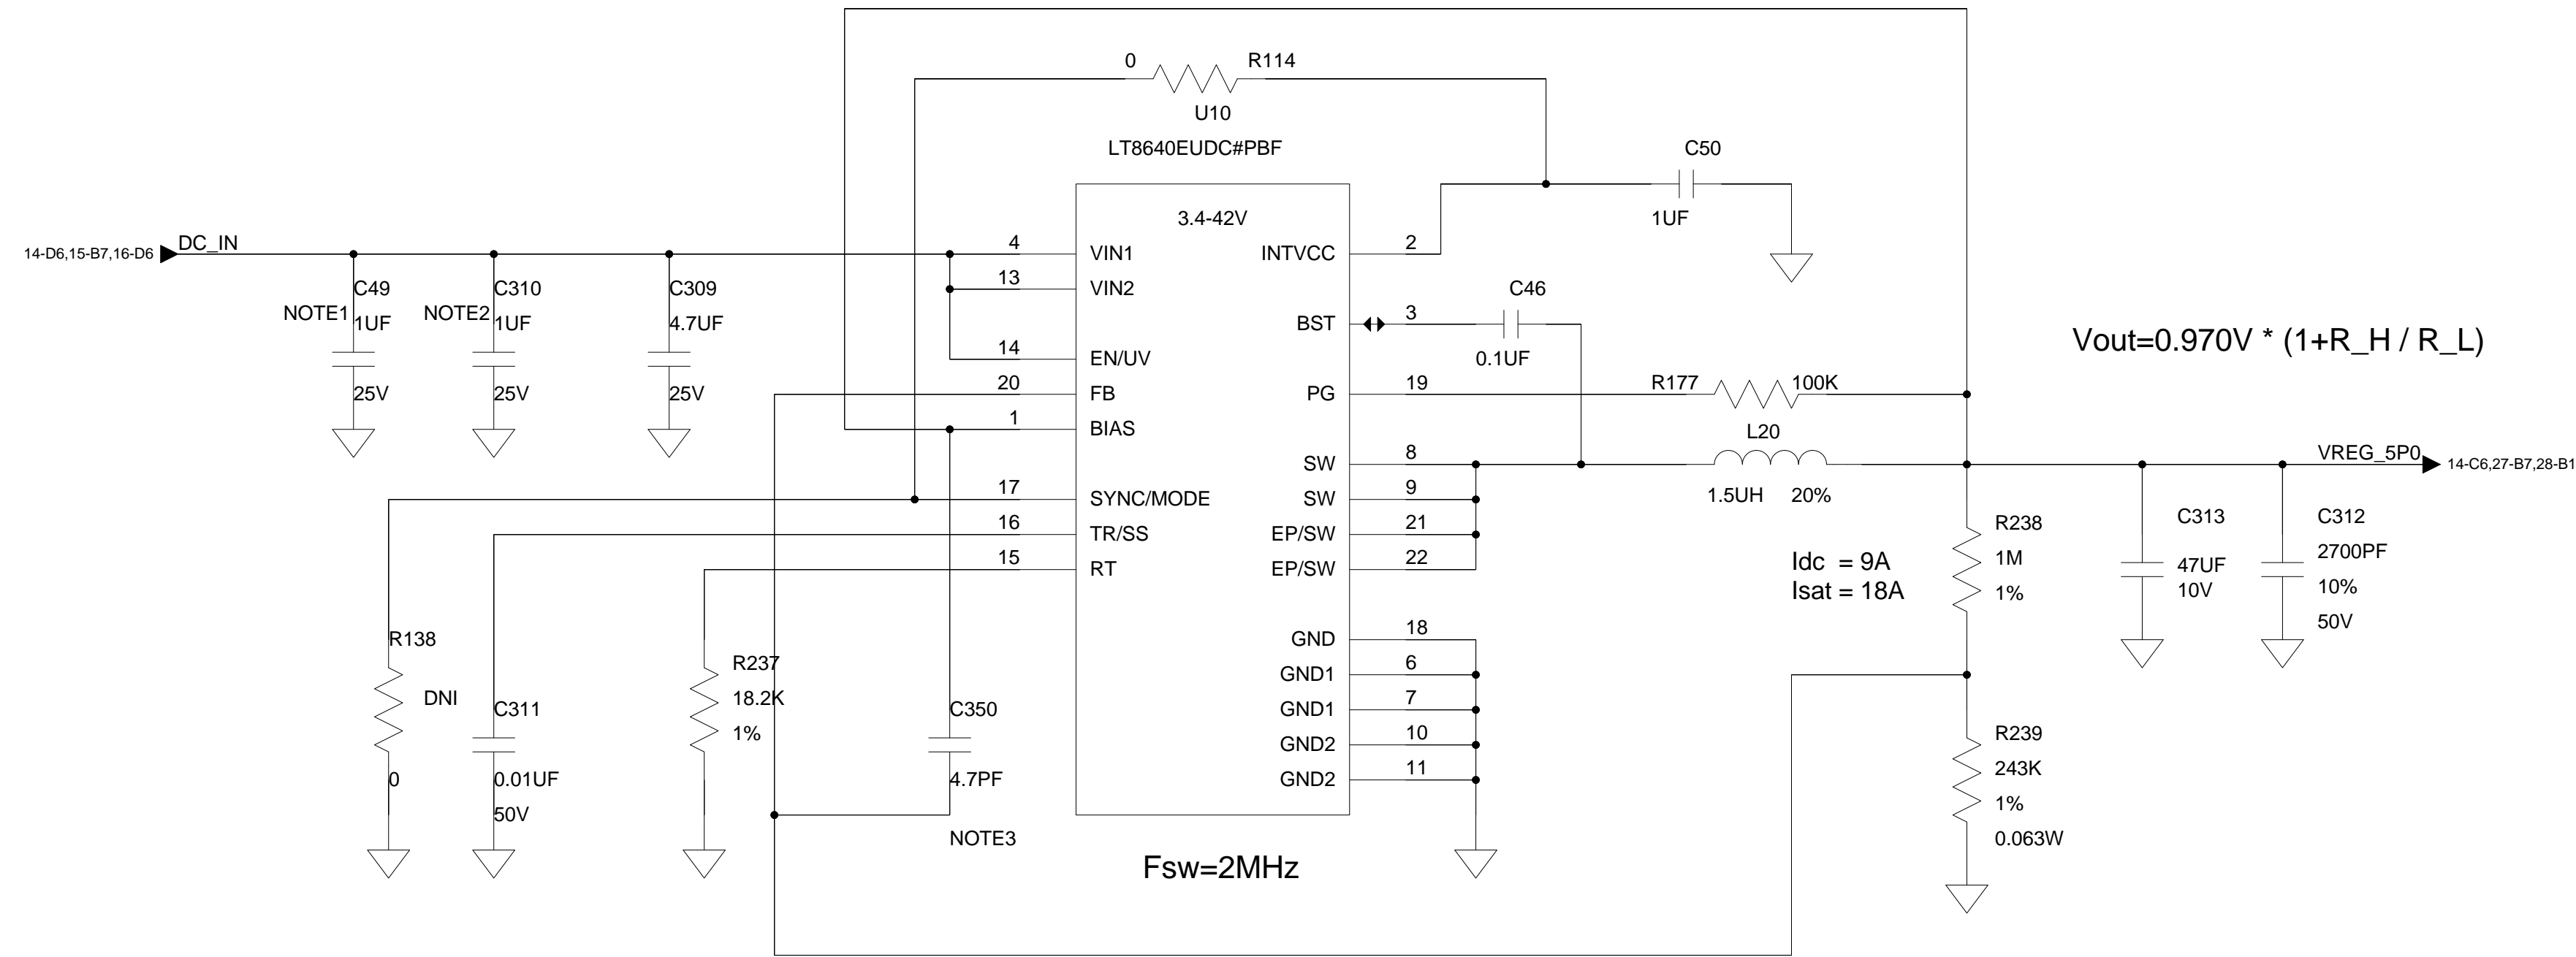 0
R114
U10
LT8640EUDC#PBF
C50
1UF
3.4-42V
14-D6,15-B7,16-D6
DC_IN
4
VIN1
INTVCC
2
13
VIN2
C49
NOTE1
1UF
25V
C310
NOTE2
1UF
25V
C309
4.7UF
25V
BST
3
C46
0.1UF
Vout=0.970V * (1+R_H / R_L)
14
EN/UV
20
FB
PG
19
R177
100K
1
BIAS
L20
SW
8
VREG_5P0
14-C6,27-B7,28-B1
17
SYNC/MODE
SW
9
1.5UH
20%
16
TR/SS
EP/SW
21
15
RT
EP/SW
22
Idc = 9A
Isat = 18A
R238
1M
1%
C313
47UF
10V
C312
2700PF
10%
50V
R138
DNI
0
C311
0.01UF
50V
R237
18.2K
1%
C350
4.7PF
NOTE3
GND
18
GND1
6
GND1
7
GND2
10
GND2
11
R239
243K
1%
0.063W
Fsw=2MHz